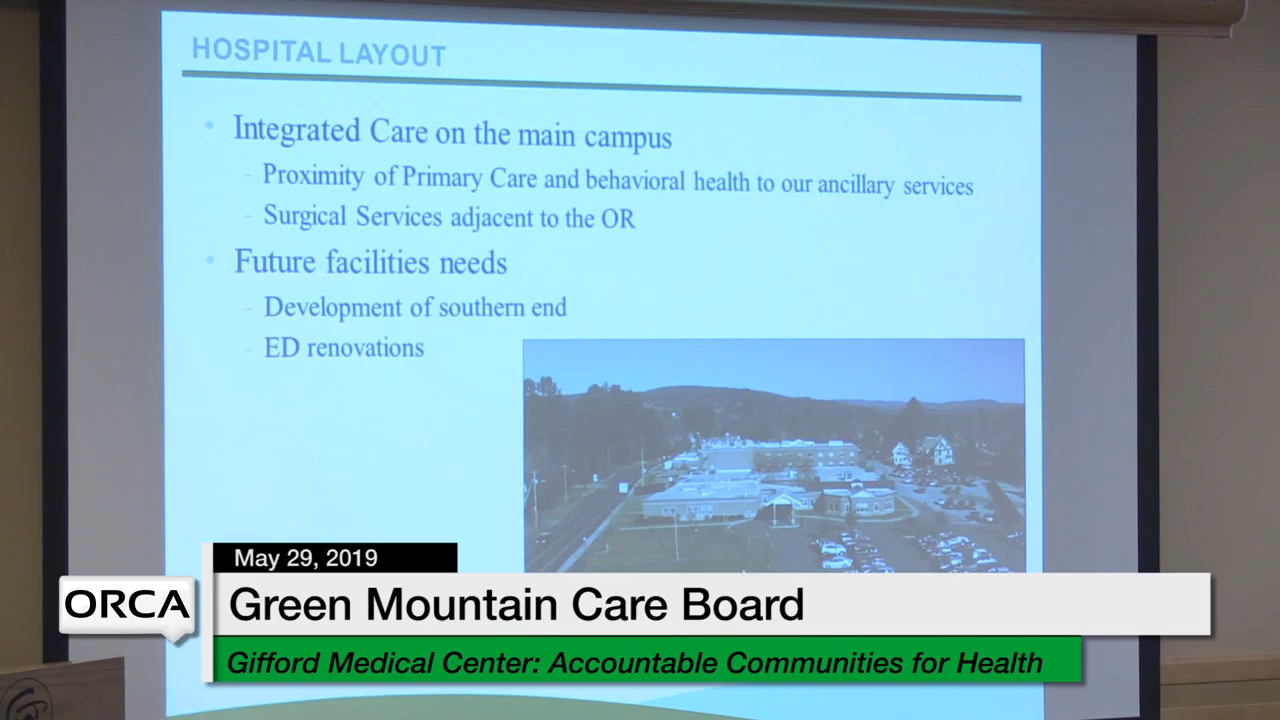 HOSPITAL LAYOUT
Integrated Care on the main campus
Proximity of Primary Care and behavioral health to our ancillary services
Surgical Services adjacent to the OR
Future facilities needs
Development of southern end
ED renovations
May 29, 2019
ORCA
Green Mountain Care Board
Gifford Medical Center: Accountable Communities for Health